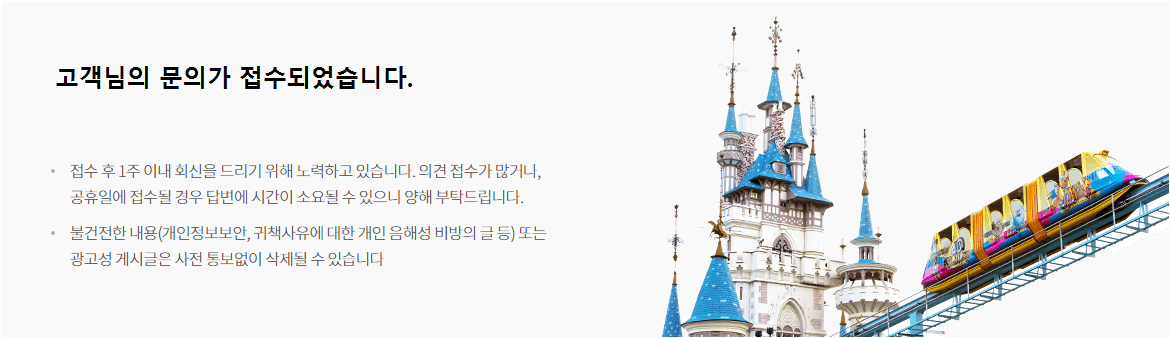 고객님의 문의가 접수되었습니다.
접수 후 1주 이내 회신을 드리기 위해 노력하고 있습니다. 의견 접수가 많거나,
공휴일에 접수될 경우 답변에 시간이 소요될 수 있으니 양해 부탁드립니다.
불건전한 내용(개인정보보안, 귀책사유에 대한 개인 음해성 비방의 글 등) 또는
광고성 게시글은 사전 통보없이 삭제될 수 있습니다